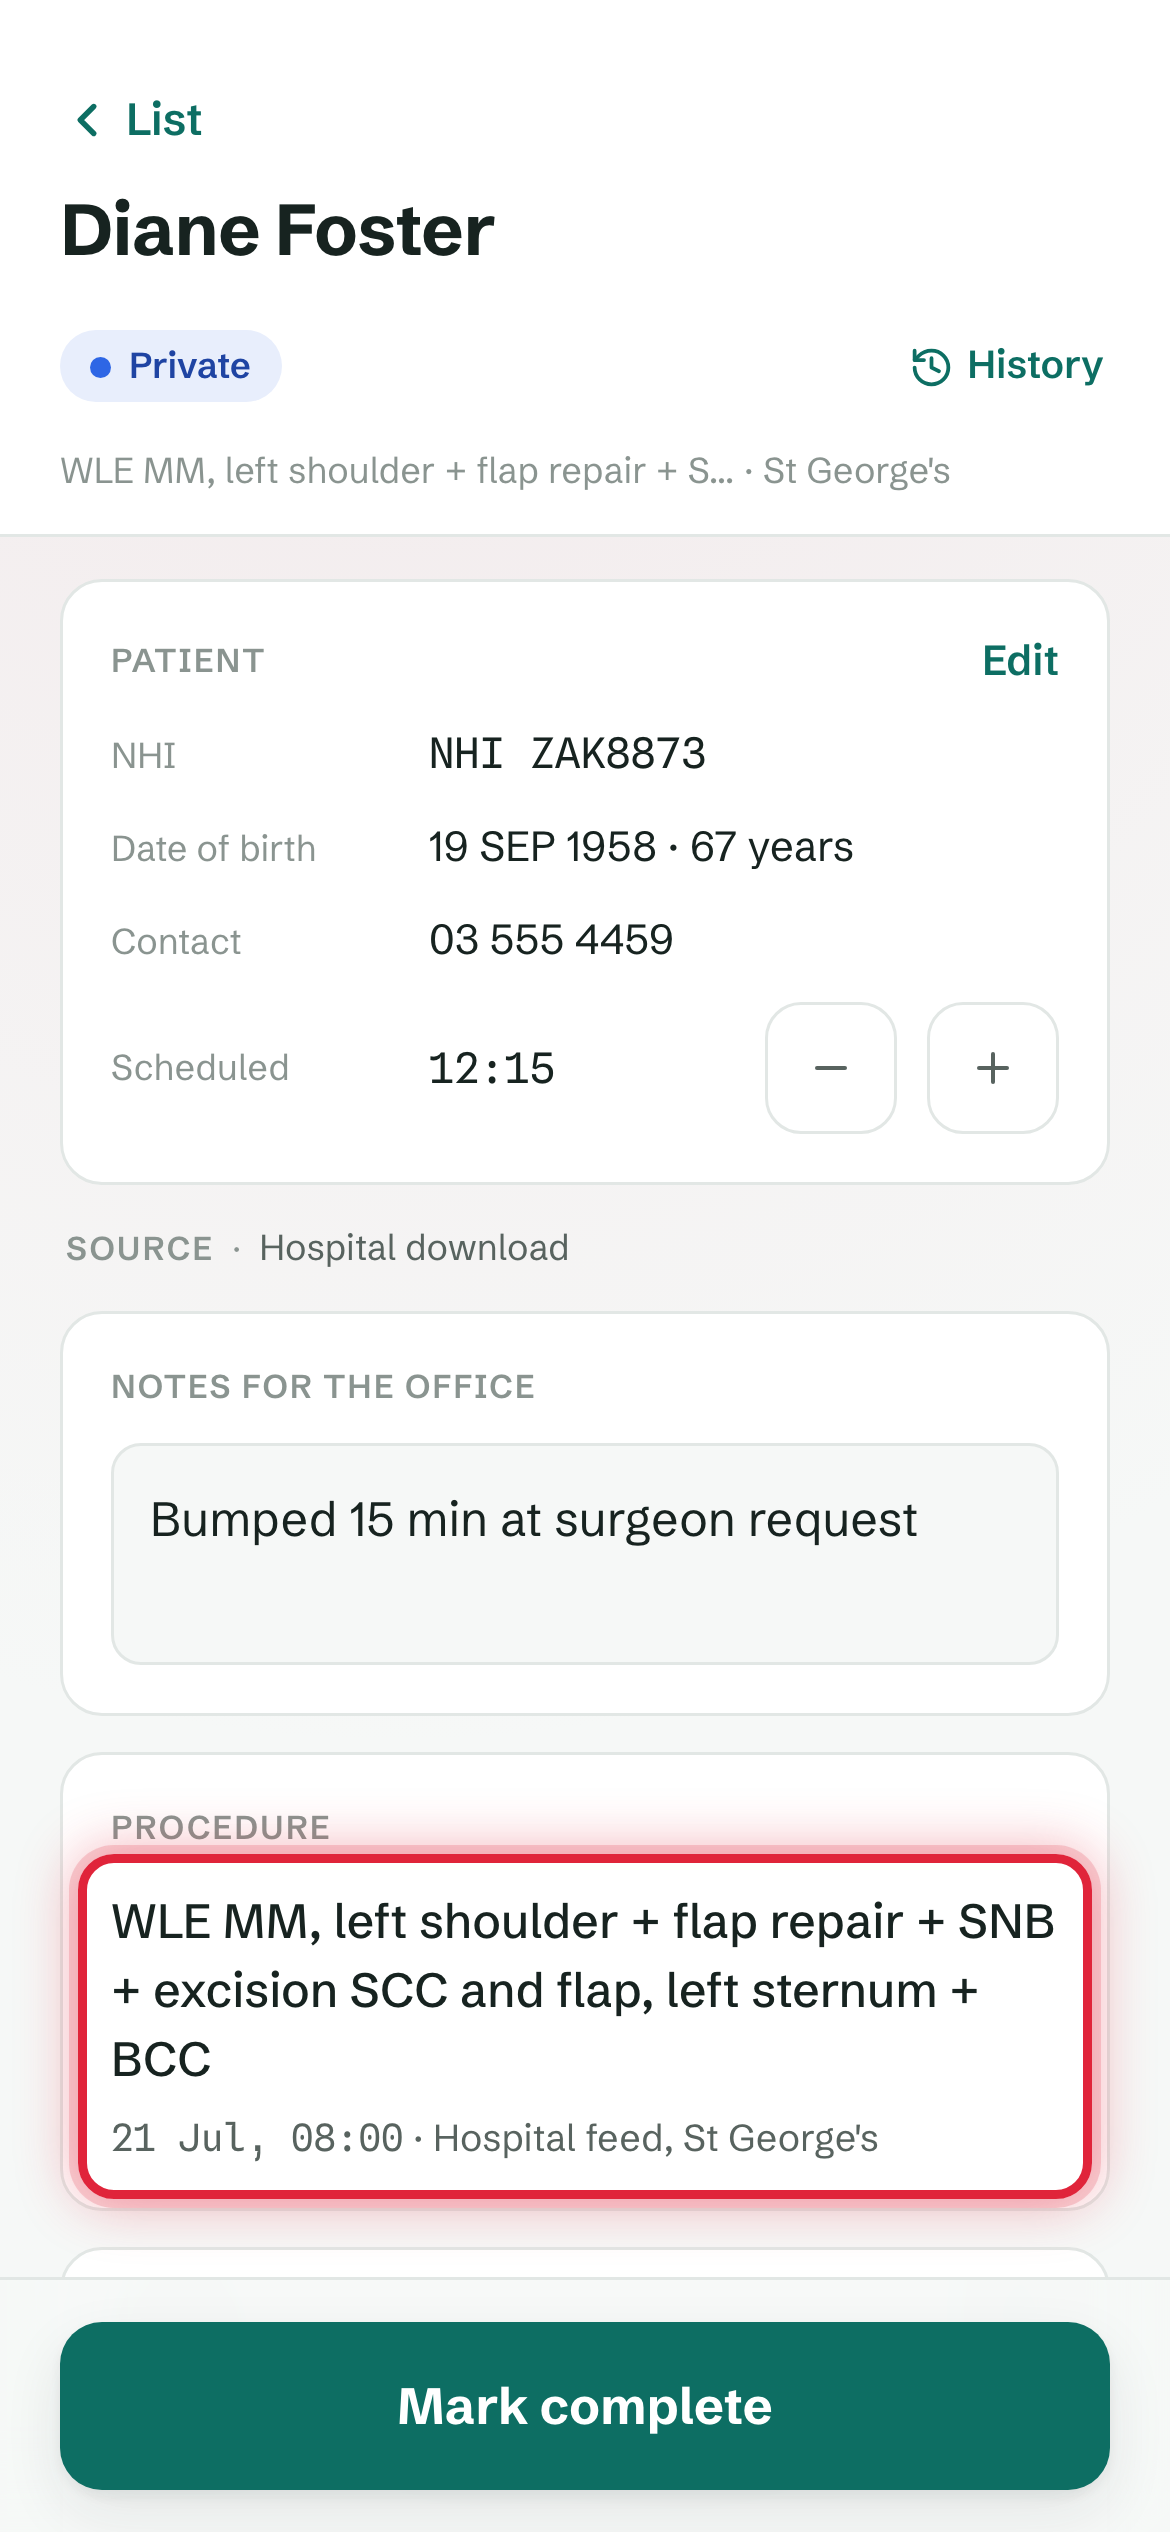 List
Diane Foster
Private
History
WLE MM, left shoulder + flap repair + S... · St George's
PATIENT
Edit
NHI NHI ZAK8873
Date of birth 19 SEP 1958 · 67 years
Contact 03 555 4459
Scheduled 12:15 − +
SOURCE · Hospital download
NOTES FOR THE OFFICE
Bumped 15 min at surgeon request
PROCEDURE
WLE MM, left shoulder + flap repair + SNB
+ excision SCC and flap, left sternum +
BCC
21 Jul, 08:00 · Hospital feed, St George's
Mark complete